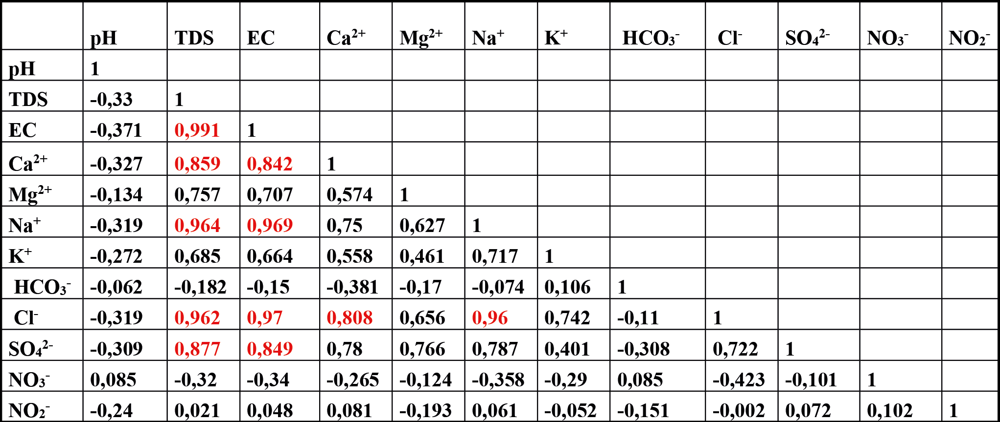 pH TDS EC Ca²⁺ Mg²⁺ Na⁺ K⁺ HCO₃⁻ Cl⁻ SO₄²⁻ NO₃⁻ NO₂⁻
pH 1
TDS -0,33 1
EC -0,371 0,991 1
Ca²⁺ -0,327 0,859 0,842 1
Mg²⁺ -0,134 0,757 0,707 0,574 1
Na⁺ -0,319 0,964 0,969 0,75 0,627 1
K⁺ -0,272 0,685 0,664 0,558 0,461 0,717 1
HCO₃⁻ -0,062 -0,182 -0,15 -0,381 -0,17 -0,074 0,106 1
Cl⁻ -0,319 0,962 0,97 0,808 0,656 0,96 0,742 -0,11 1
SO₄²⁻ -0,309 0,877 0,849 0,78 0,766 0,787 0,401 -0,308 0,722 1
NO₃⁻ 0,085 -0,32 -0,34 -0,265 -0,124 -0,358 -0,29 0,085 -0,423 -0,101 1
NO₂⁻ -0,24 0,021 0,048 0,081 -0,193 0,061 -0,052 -0,151 -0,002 0,072 0,102 1